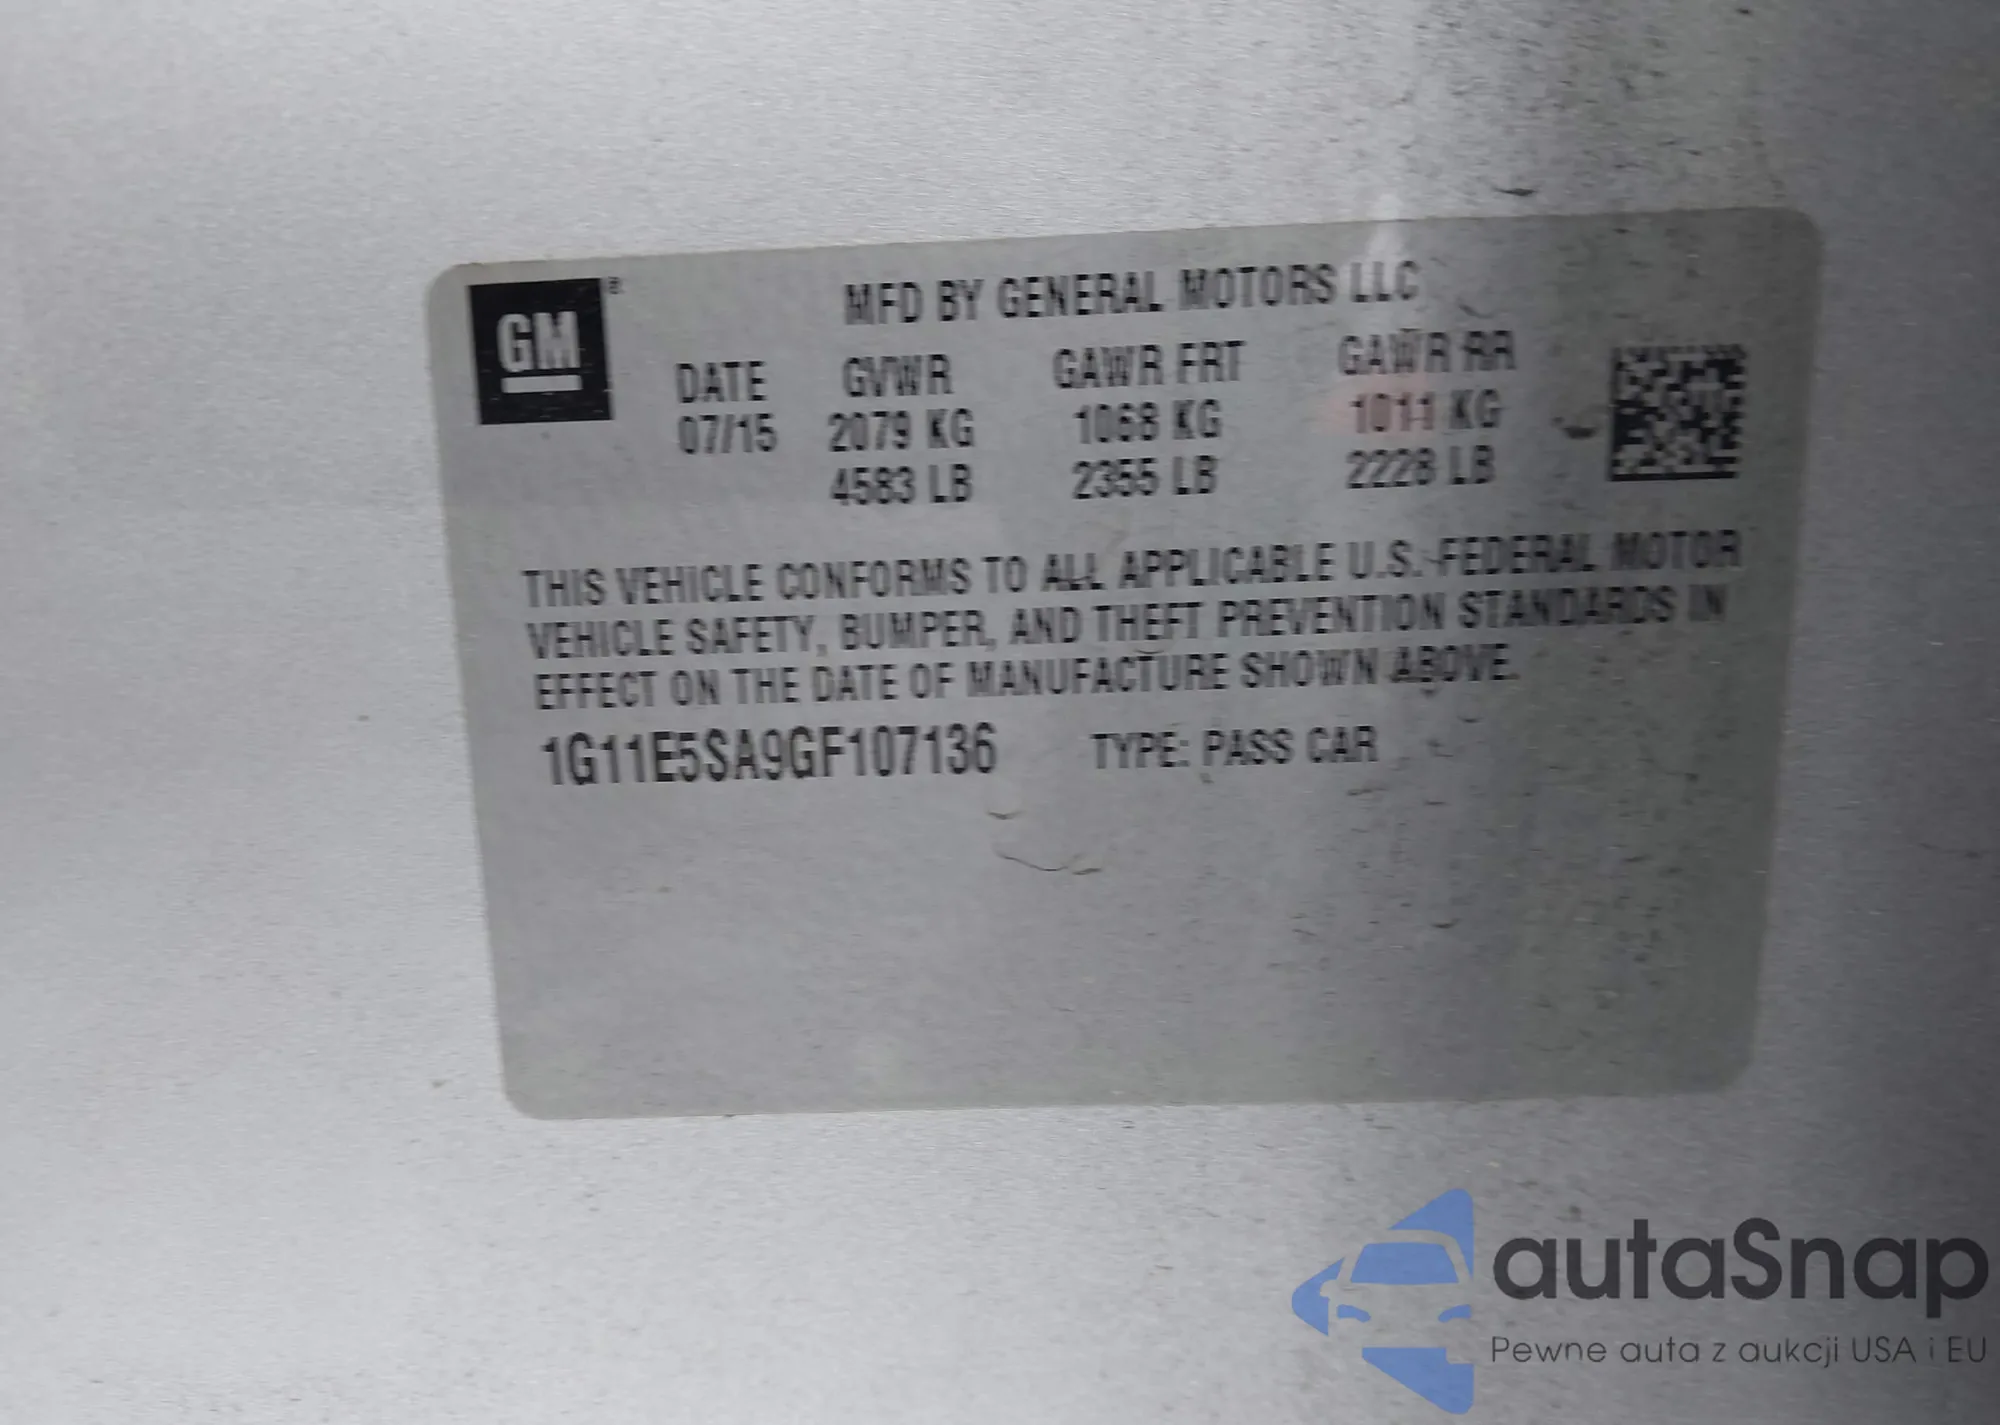 GM ®
MFD BY GENERAL MOTORS LLC
DATE GVWR GAWR FRT GAWR RR
07/15 2079 KG 1068 KG 1011 KG
4583 LB 2355 LB 2228 LB
THIS VEHICLE CONFORMS TO ALL APPLICABLE U.S. FEDERAL MOTOR
VEHICLE SAFETY, BUMPER, AND THEFT PREVENTION STANDARDS IN
EFFECT ON THE DATE OF MANUFACTURE SHOWN ABOVE.
1G11E5SA9GF107136 TYPE: PASS CAR
autaSnap
Pewne auta z aukcji USA i EU